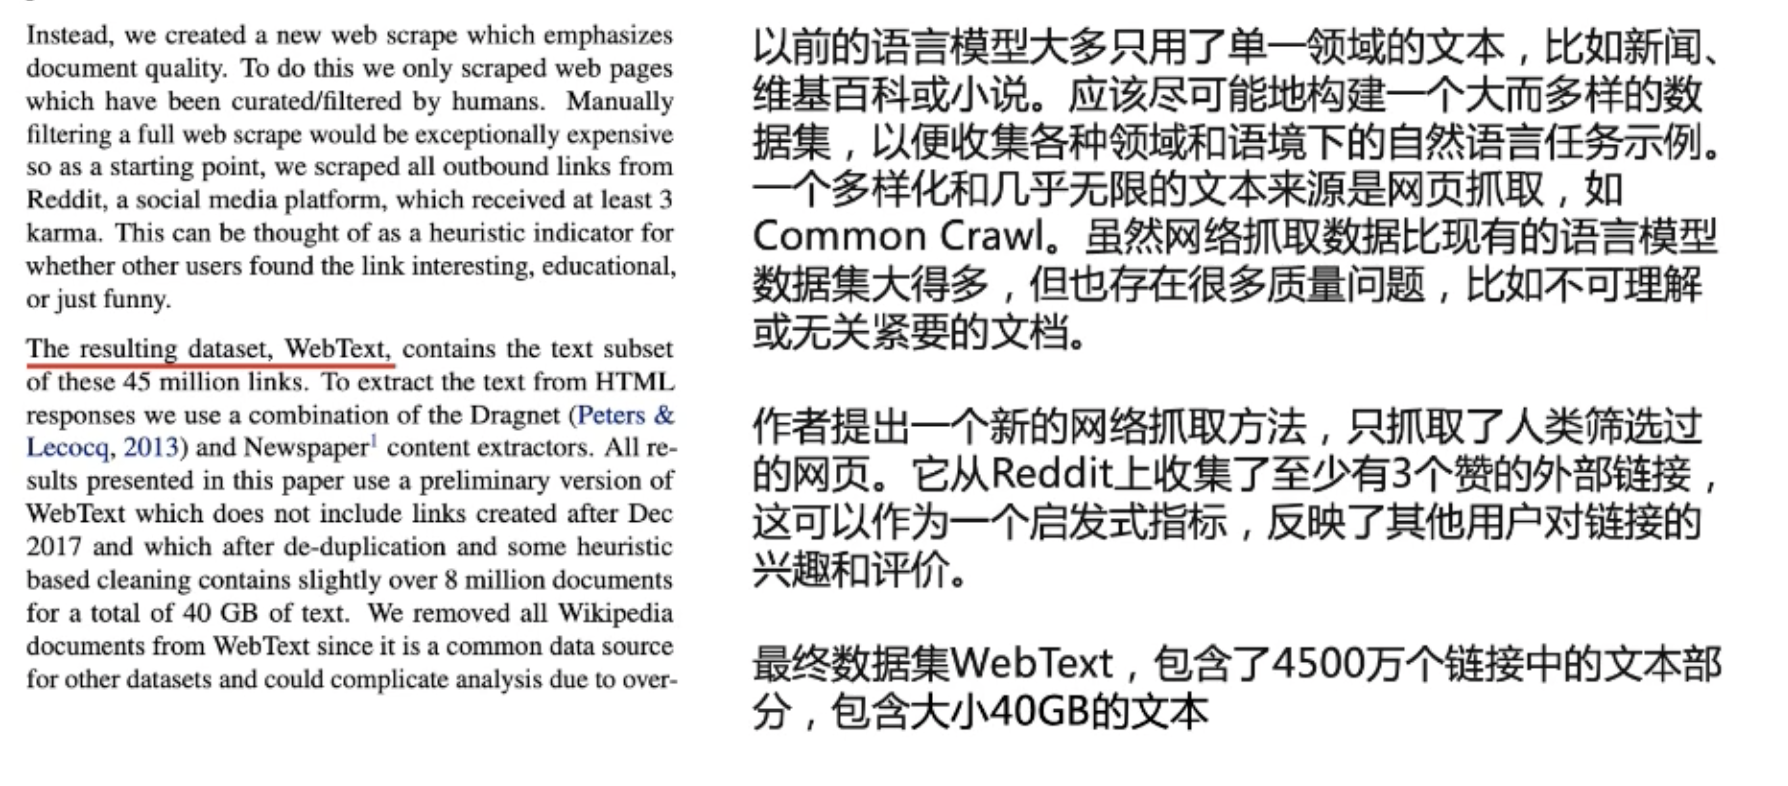 Instead, we created a new web scrape which emphasizes
document quality. To do this we only scraped web pages
which have been curated/filtered by humans. Manually
filtering a full web scrape would be exceptionally expensive
so as a starting point, we scraped all outbound links from
Reddit, a social media platform, which received at least 3
karma. This can be thought of as a heuristic indicator for
whether other users found the link interesting, educational,
or just funny.
The resulting dataset, WebText, contains the text subset
of these 45 million links. To extract the text from HTML
responses we use a combination of the Dragnet (Peters &
Lecocq, 2013) and Newspaper1 content extractors. All re-
sults presented in this paper use a preliminary version of
WebText which does not include links created after Dec
2017 and which after de-duplication and some heuristic
based cleaning contains slightly over 8 million documents
for a total of 40 GB of text. We removed all Wikipedia
documents from WebText since it is a common data source
for other datasets and could complicate analysis due to over-
以前的语言模型大多只用了单一领域的文本，比如新闻、
维基百科或小说。应该尽可能地构建一个大而多样的数
据集，以便收集各种领域和语境下的自然语言任务示例。
一个多样化和几乎无限的文本来源是网页抓取，如
Common Crawl。虽然网络抓取数据比现有的语言模型
数据集大得多，但也存在很多质量问题，比如不可理解
或无关紧要的文档。
作者提出一个新的网络抓取方法，只抓取了人类筛选过
的网页。它从Reddit上收集了至少有3个赞的外部链接，
这可以作为一个启发式指标，反映了其他用户对链接的
兴趣和评价。
最终数据集WebText，包含了4500万个链接中的文本部
分，包含大小40GB的文本